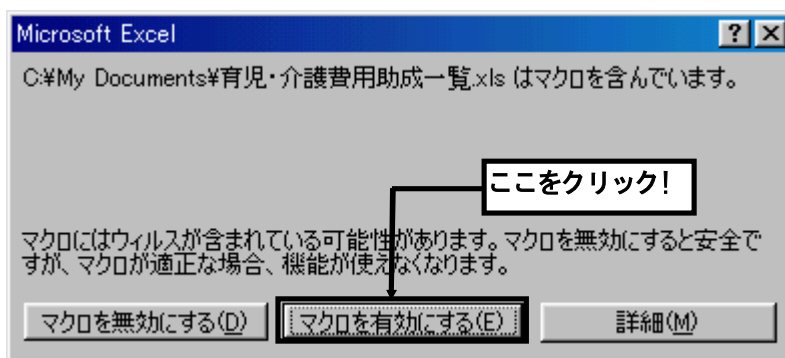 Microsoft Excel
C:¥My Documents¥育児・介護費用助成一覧.xls はマクロを含んでいます。
ここをクリック!
マクロにはウィルスが含まれている可能性があります。マクロを無効にすると安全で
すが、マクロが適正な場合、機能が使えなくなります。
マクロを無効にする(D) マクロを有効にする(E) 詳細(M)